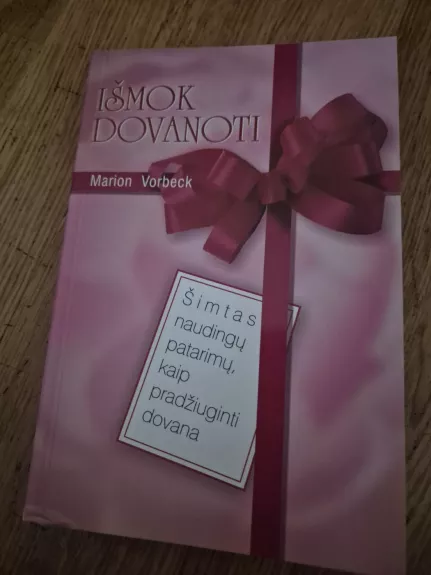 IŠMOK
DOVANOTI
Marion Vorbeck
Šimtas
naudingų
patarimų,
kaip
pradžiuginti
dovana